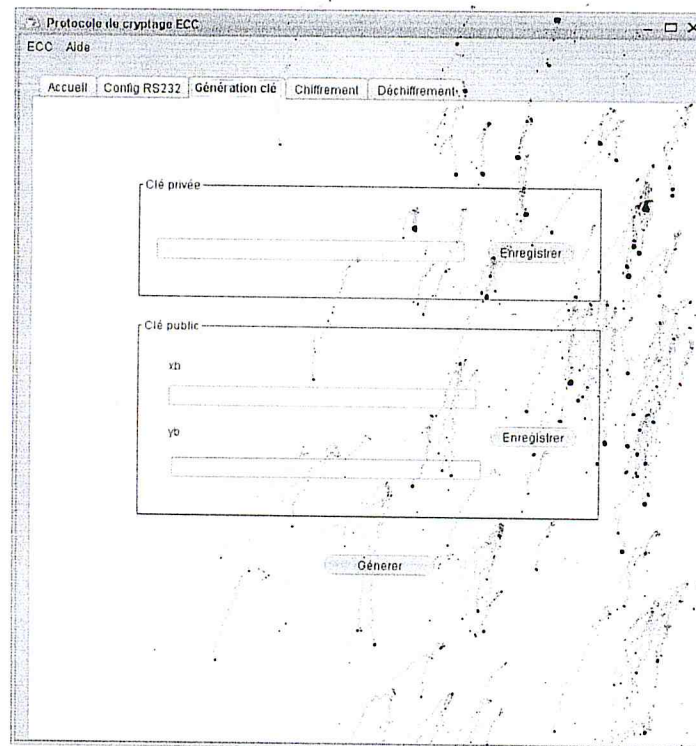 Protocole de cryptage ECC
ECC Aide
Accueil Config RS232 Génération clé Chiffrement Déchiffrement
Clé privée
Enregistrer
Clé public
xb
yb
Enregistrer
Génerer